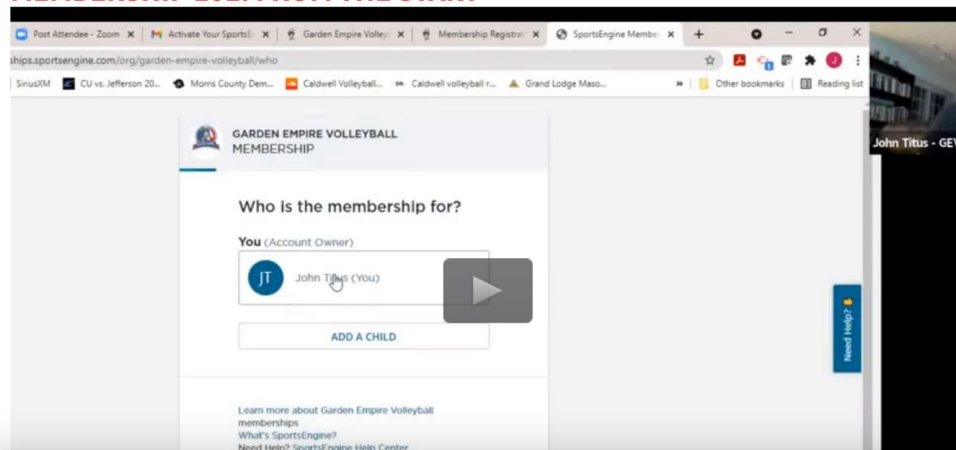 Post Attendee - Zoom
Activate Your SportsE
Garden Empire Volley
Membership Registrat
SportsEngine Membe
ships.sportsengine.com/org/garden-empire-volleyball/who
SiriusXM
CU vs. Jefferson 20...
Morris County Dem...
Caldwell Volleyball...
Caldwell volleyball r...
Grand Lodge Maso...
»
Other bookmarks
Reading list
GARDEN EMPIRE VOLLEYBALL
MEMBERSHIP
John Titus - GEV
Who is the membership for?
You (Account Owner)
JT
John Titus (You)
ADD A CHILD
Need Help?
Learn more about Garden Empire Volleyball
memberships
What's SportsEngine?
Need Help? SportsEngine Help Center